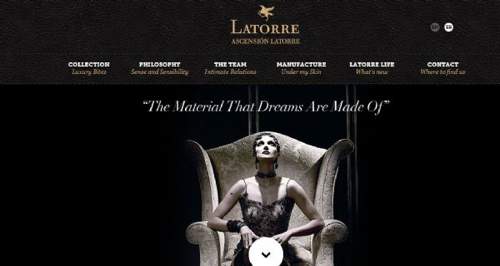 LATORRE
ASCENSIÓN LATORRE
COLLECTION
Luxury Bites
PHILOSOPHY
Sense and Sensibility
THE TEAM
Intimate Relations
MANUFACTURE
Under my Skin
LATORRE LIFE
What's new
CONTACT
Where to find us
“The Material That Dreams Are Made Of”